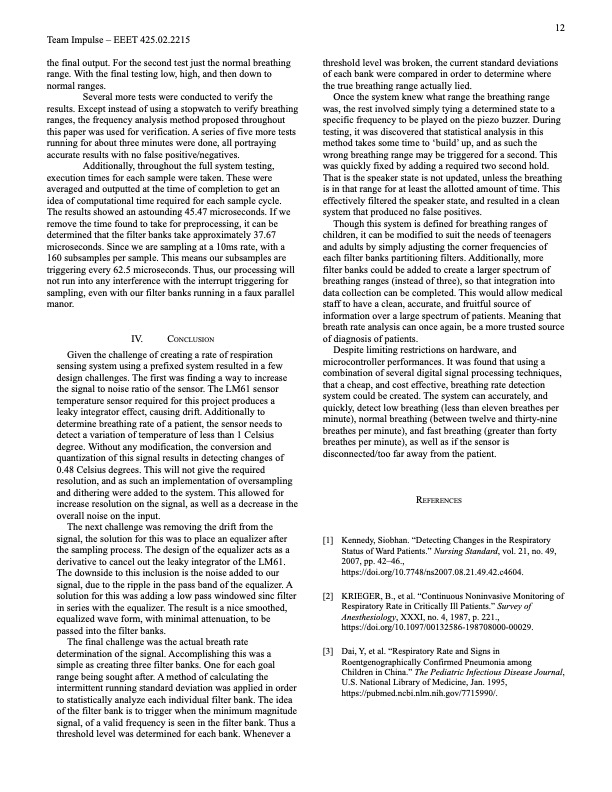 12
Team Impulse – EEET 425.02.2215
the final output. For the second test just the normal breathing
range. With the final testing low, high, and then down to
normal ranges.
Several more tests were conducted to verify the
results. Except instead of using a stopwatch to verify breathing
ranges, the frequency analysis method proposed throughout
this paper was used for verification. A series of five more tests
running for about three minutes were done, all portraying
accurate results with no false positive/negatives.
Additionally, throughout the full system testing,
execution times for each sample were taken. These were
averaged and outputted at the time of completion to get an
idea of computational time required for each sample cycle.
The results showed an astounding 45.47 microseconds. If we
remove the time found to take for preprocessing, it can be
determined that the filter banks take approximately 37.67
microseconds. Since we are sampling at a 10ms rate, with a
160 subsamples per sample. This means our subsamples are
triggering every 62.5 microseconds. Thus, our processing will
not run into any interference with the interrupt triggering for
sampling, even with our filter banks running in a faux parallel
manor.
IV. Conclusion
Given the challenge of creating a rate of respiration
sensing system using a prefixed system resulted in a few
design challenges. The first was finding a way to increase
the signal to noise ratio of the sensor. The LM61 sensor
temperature sensor required for this project produces a
leaky integrator effect, causing drift. Additionally to
determine breathing rate of a patient, the sensor needs to
detect a variation of temperature of less than 1 Celsius
degree. Without any modification, the conversion and
quantization of this signal results in detecting changes of
0.48 Celsius degrees. This will not give the required
resolution, and as such an implementation of oversampling
and dithering were added to the system. This allowed for
increase resolution on the signal, as well as a decrease in the
overall noise on the input.
The next challenge was removing the drift from the
signal, the solution for this was to place an equalizer after
the sampling process. The design of the equalizer acts as a
derivative to cancel out the leaky integrator of the LM61.
The downside to this inclusion is the noise added to our
signal, due to the ripple in the pass band of the equalizer. A
solution for this was adding a low pass windowed sinc filter
in series with the equalizer. The result is a nice smoothed,
equalized wave form, with minimal attenuation, to be
passed into the filter banks.
The final challenge was the actual breath rate
determination of the signal. Accomplishing this was a
simple as creating three filter banks. One for each goal
range being sought after. A method of calculating the
intermittent running standard deviation was applied in order
to statistically analyze each individual filter bank. The idea
of the filter bank is to trigger when the minimum magnitude
signal, of a valid frequency is seen in the filter bank. Thus a
threshold level was determined for each bank. Whenever a
threshold level was broken, the current standard deviations
of each bank were compared in order to determine where
the true breathing range actually lied.
Once the system knew what range the breathing range
was, the rest involved simply tying a determined state to a
specific frequency to be played on the piezo buzzer. During
testing, it was discovered that statistical analysis in this
method takes some time to ‘build’ up, and as such the
wrong breathing range may be triggered for a second. This
was quickly fixed by adding a required two second hold.
That is the speaker state is not updated, unless the breathing
is in that range for at least the allotted amount of time. This
effectively filtered the speaker state, and resulted in a clean
system that produced no false positives.
Though this system is defined for breathing ranges of
children, it can be modified to suit the needs of teenagers
and adults by simply adjusting the corner frequencies of
each filter banks partitioning filters. Additionally, more
filter banks could be added to create a larger spectrum of
breathing ranges (instead of three), so that integration into
data collection can be completed. This would allow medical
staff to have a clean, accurate, and fruitful source of
information over a large spectrum of patients. Meaning that
breath rate analysis can once again, be a more trusted source
of diagnosis of patients.
Despite limiting restrictions on hardware, and
microcontroller performances. It was found that using a
combination of several digital signal processing techniques,
that a cheap, and cost effective, breathing rate detection
system could be created. The system can accurately, and
quickly, detect low breathing (less than eleven breathes per
minute), normal breathing (between twelve and thirty-nine
breathes per minute), and fast breathing (greater than forty
breathes per minute), as well as if the sensor is
disconnected/too far away from the patient.
References
[1] Kennedy, Siobhan. “Detecting Changes in the Respiratory
Status of Ward Patients.” Nursing Standard, vol. 21, no. 49,
2007, pp. 42–46.,
https://doi.org/10.7748/ns2007.08.21.49.42.c4604.
[2] KRIEGER, B., et al. “Continuous Noninvasive Monitoring of
Respiratory Rate in Critically Ill Patients.” Survey of
Anesthesiology, XXXI, no. 4, 1987, p. 221.,
https://doi.org/10.1097/00132586-198708000-00029.
[3] Dai, Y, et al. “Respiratory Rate and Signs in
Roentgenographically Confirmed Pneumonia among
Children in China.” The Pediatric Infectious Disease Journal,
U.S. National Library of Medicine, Jan. 1995,
https://pubmed.ncbi.nlm.nih.gov/7715990/.